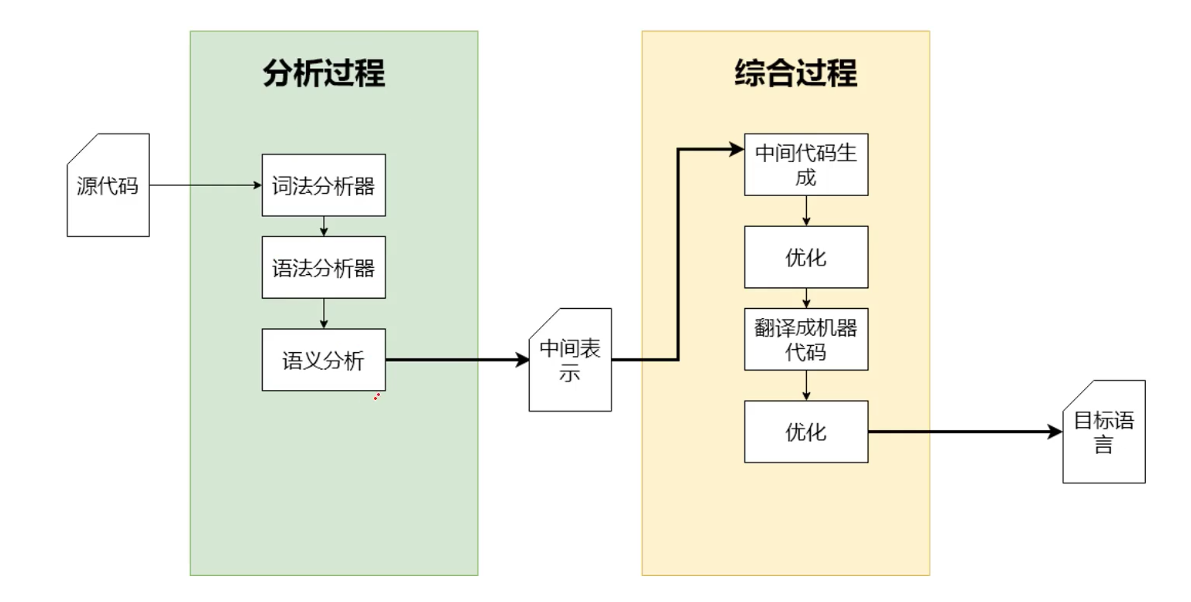 分析过程
源代码
词法分析器
语法分析器
语义分析
中间表
示
综合过程
中间代码生
成
优化
翻译成机器
代码
优化
目标语
言